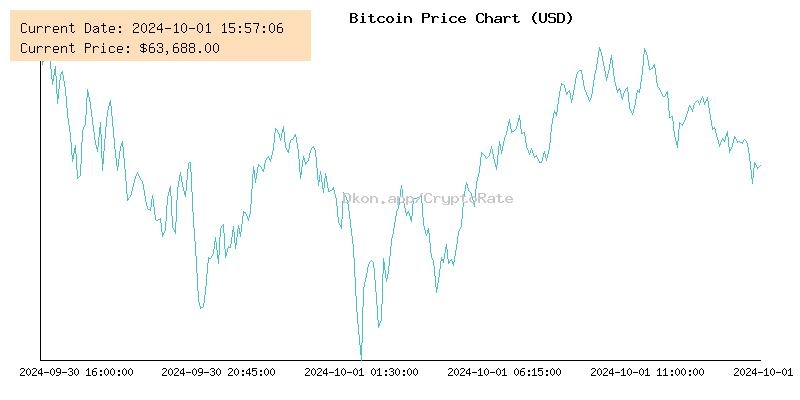 Bitcoin Price Chart (USD)
Current Date: 2024-10-01 15:57:06
Current Price: $63,688.00
Dkon.app/CryptoRate
2024-09-30 16:00:00 2024-09-30 20:45:00 2024-10-01 01:30:00 2024-10-01 06:15:00 2024-10-01 11:00:00 2024-10-01